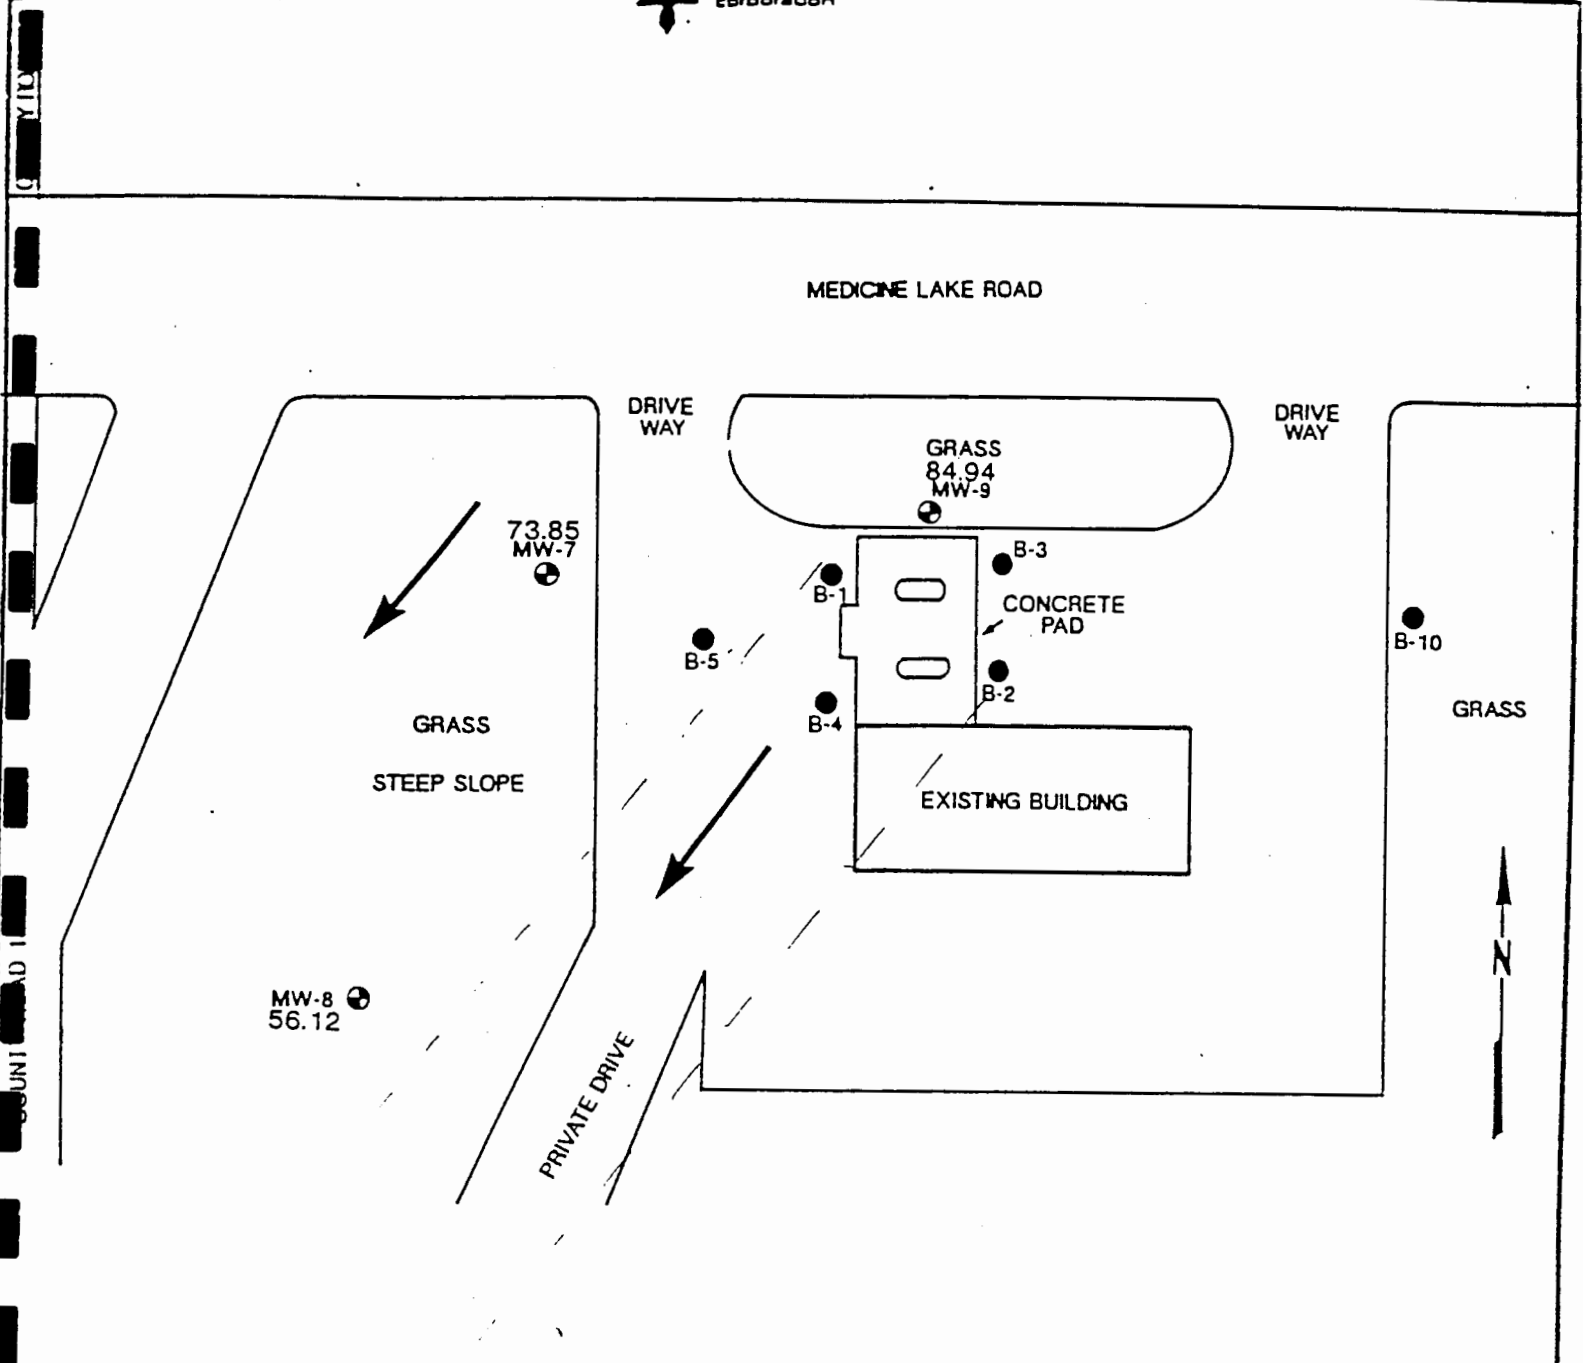 MEDICINE LAKE ROAD
DRIVE
WAY
GRASS
84.94
MW-9
DRIVE
WAY
73.85
MW-7
B-3
B-1
CONCRETE
PAD
B-5
B-10
B-2
B-4
GRASS
GRASS
STEEP SLOPE
EXISTING BUILDING
N
MW-8
56.12
PRIVATE DRIVE